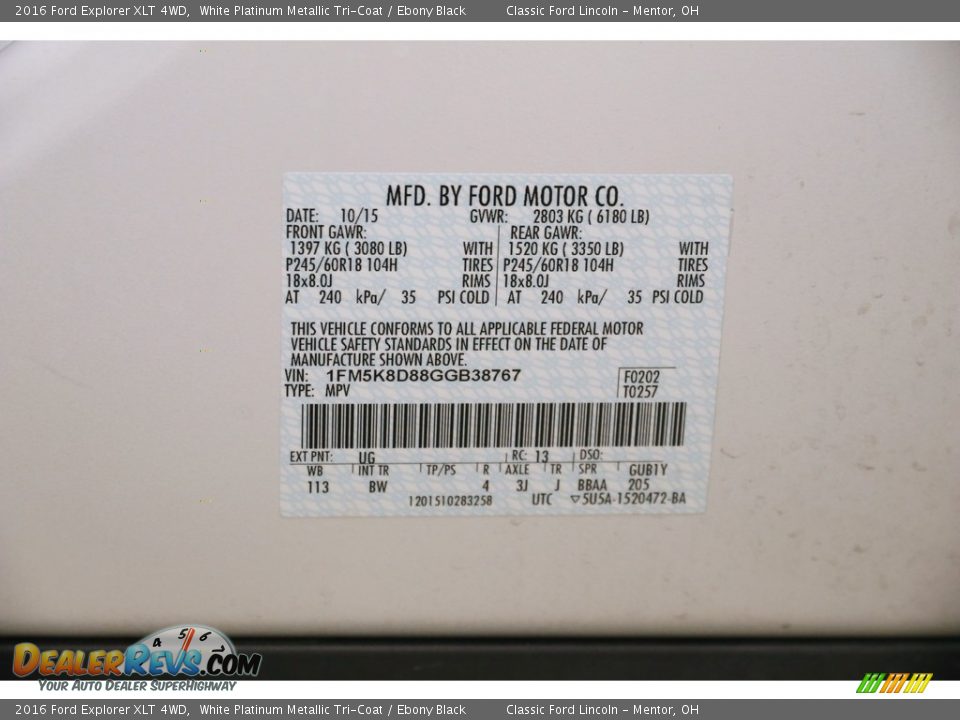 2016 Ford Explorer XLT 4WD, White Platinum Metallic Tri-Coat / Ebony Black Classic Ford Lincoln - Mentor, OH
MFD. BY FORD MOTOR CO.
DATE: 10/15 GVWR: 2803 KG ( 6180 LB)
FRONT GAWR: REAR GAWR:
1397 KG ( 3080 LB) WITH 1520 KG ( 3350 LB) WITH
P245/60R18 104H TIRES P245/60R18 104H TIRES
18x8.0J RIMS 18x8.0J RIMS
AT 240 kPa/ 35 PSI COLD AT 240 kPa/ 35 PSI COLD
THIS VEHICLE CONFORMS TO ALL APPLICABLE FEDERAL MOTOR
VEHICLE SAFETY STANDARDS IN EFFECT ON THE DATE OF
MANUFACTURE SHOWN ABOVE.
VIN: 1FM5K8D88GGB38767 F0202
TYPE: MPV T0257
EXT PNT: UG RC: 13 DSO:
WB INT TR TP/PS R AXLE TR SPR GUB1Y
113 BW 4 3J J BBAA 205
1201510283258 UTC ▽5U5A-1520472-BA
4 5 6
DEALERREVS.COM
YOUR AUTO DEALER SUPERHIGHWAY
2016 Ford Explorer XLT 4WD, White Platinum Metallic Tri-Coat / Ebony Black Classic Ford Lincoln - Mentor, OH